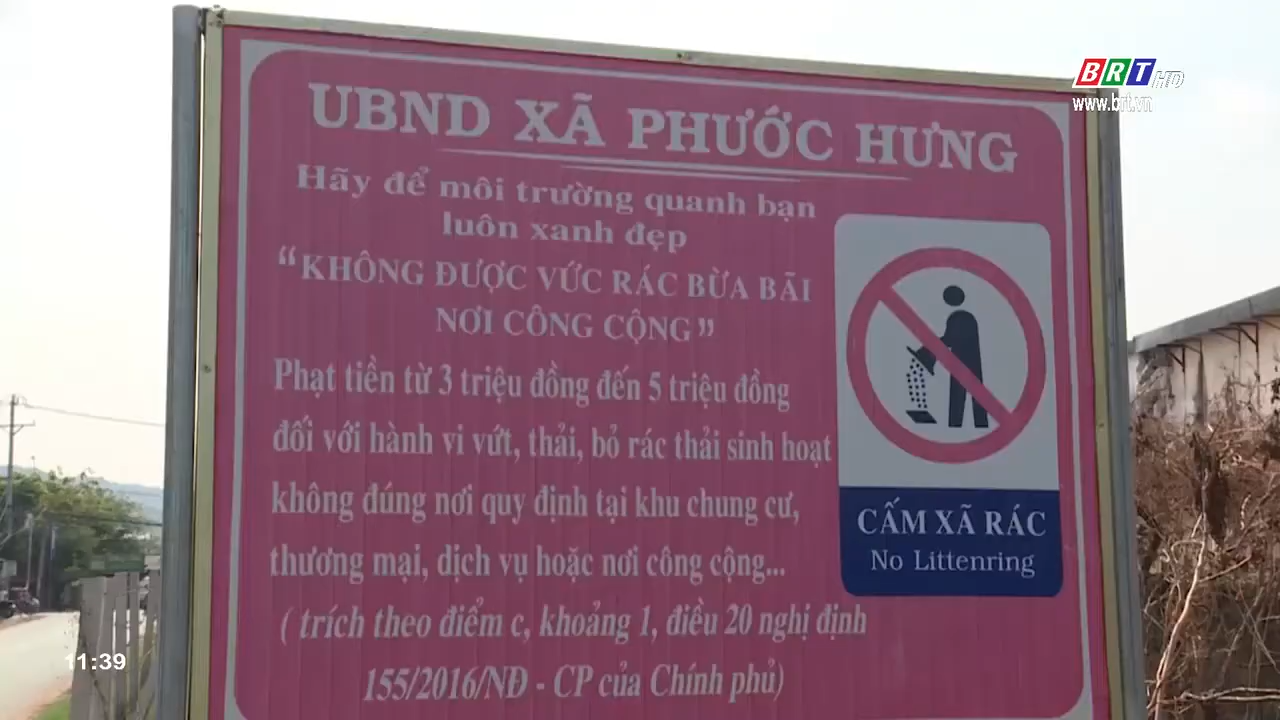 BRT HD
www.brt.vn
UBND XÃ PHƯỚC HƯNG
Hãy để môi trường quanh bạn
luôn xanh đẹp
“KHÔNG ĐƯỢC VỨC RÁC BỪA BÃI
NƠI CÔNG CỘNG”
Phạt tiền từ 3 triệu đồng đến 5 triệu đồng
đối với hành vi vứt, thải, bỏ rác thải sinh hoạt
không đúng nơi quy định tại khu chung cư,
thương mại, dịch vụ hoặc nơi công cộng...
( trích theo điểm c, khoảng 1, điều 20 nghị định
155/2016/NĐ - CP của Chính phủ)
CẤM XÃ RÁC
No Littenring
11:39